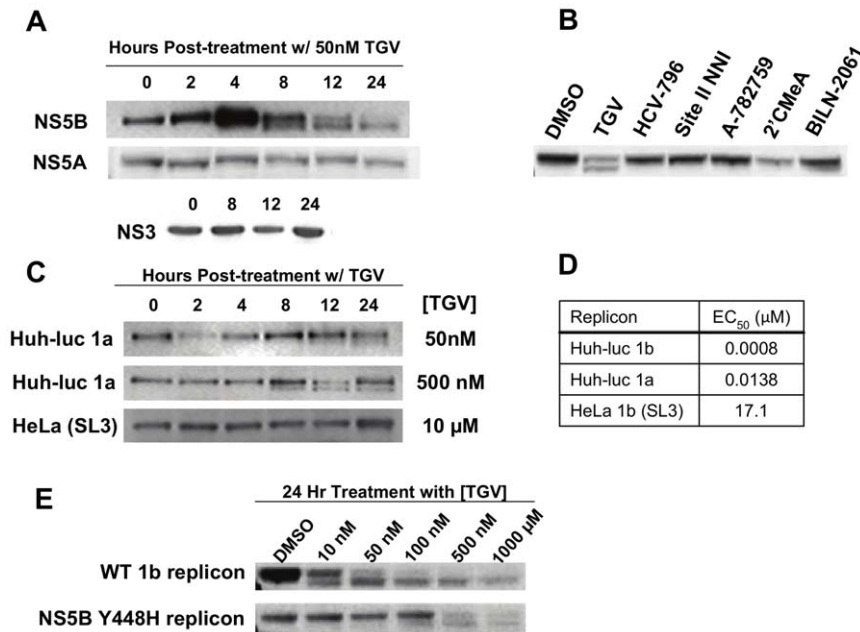 A
Hours Post-treatment w/ 50nM TGV
0 2 4 8 12 24
NS5B
NS5A
0 8 12 24
NS3
B
DMSO TGV HCV-796 Site II NNI A-782759 2'CMeA BILN-2061
C
Hours Post-treatment w/ TGV
0 2 4 8 12 24 [TGV]
Huh-luc 1a 50nM
Huh-luc 1a 500 nM
HeLa (SL3) 10 µM
D
Replicon EC50 (µM)
Huh-luc 1b 0.0008
Huh-luc 1a 0.0138
HeLa 1b (SL3) 17.1
E
24 Hr Treatment with [TGV]
DMSO 10 nM 50 nM 100 nM 500 nM 1000 µM
WT 1b replicon
NS5B Y448H replicon